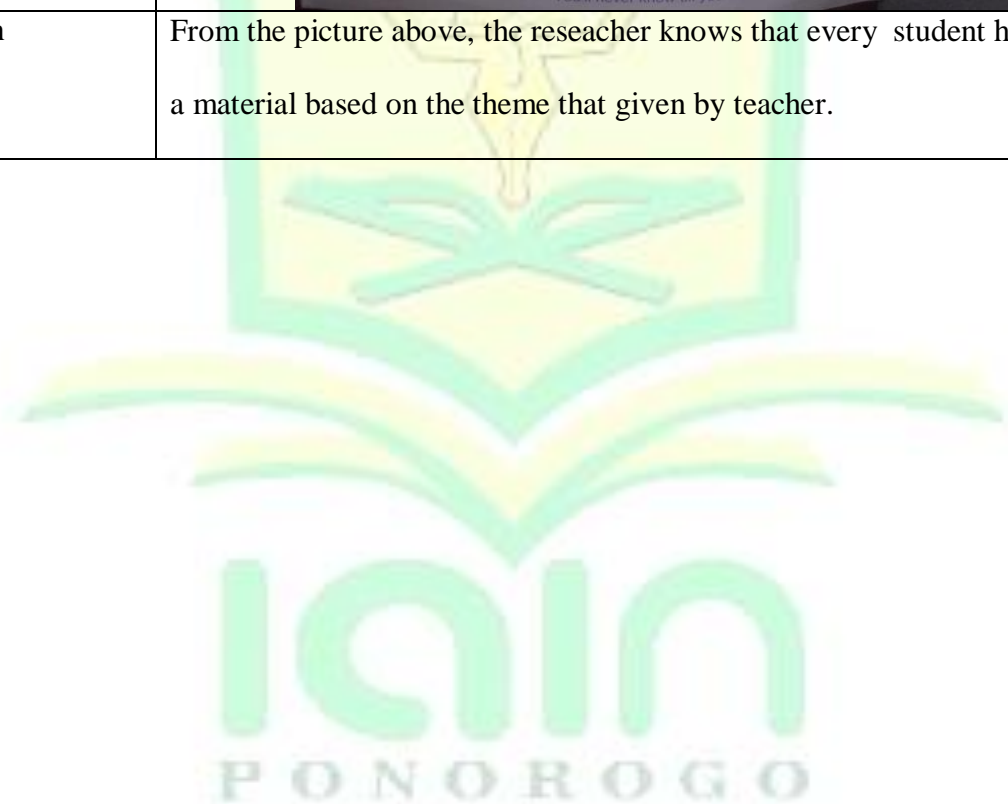 From the picture above, the reseacher knows that every student h
a material based on the theme that given by teacher.
iain
PONOROGO